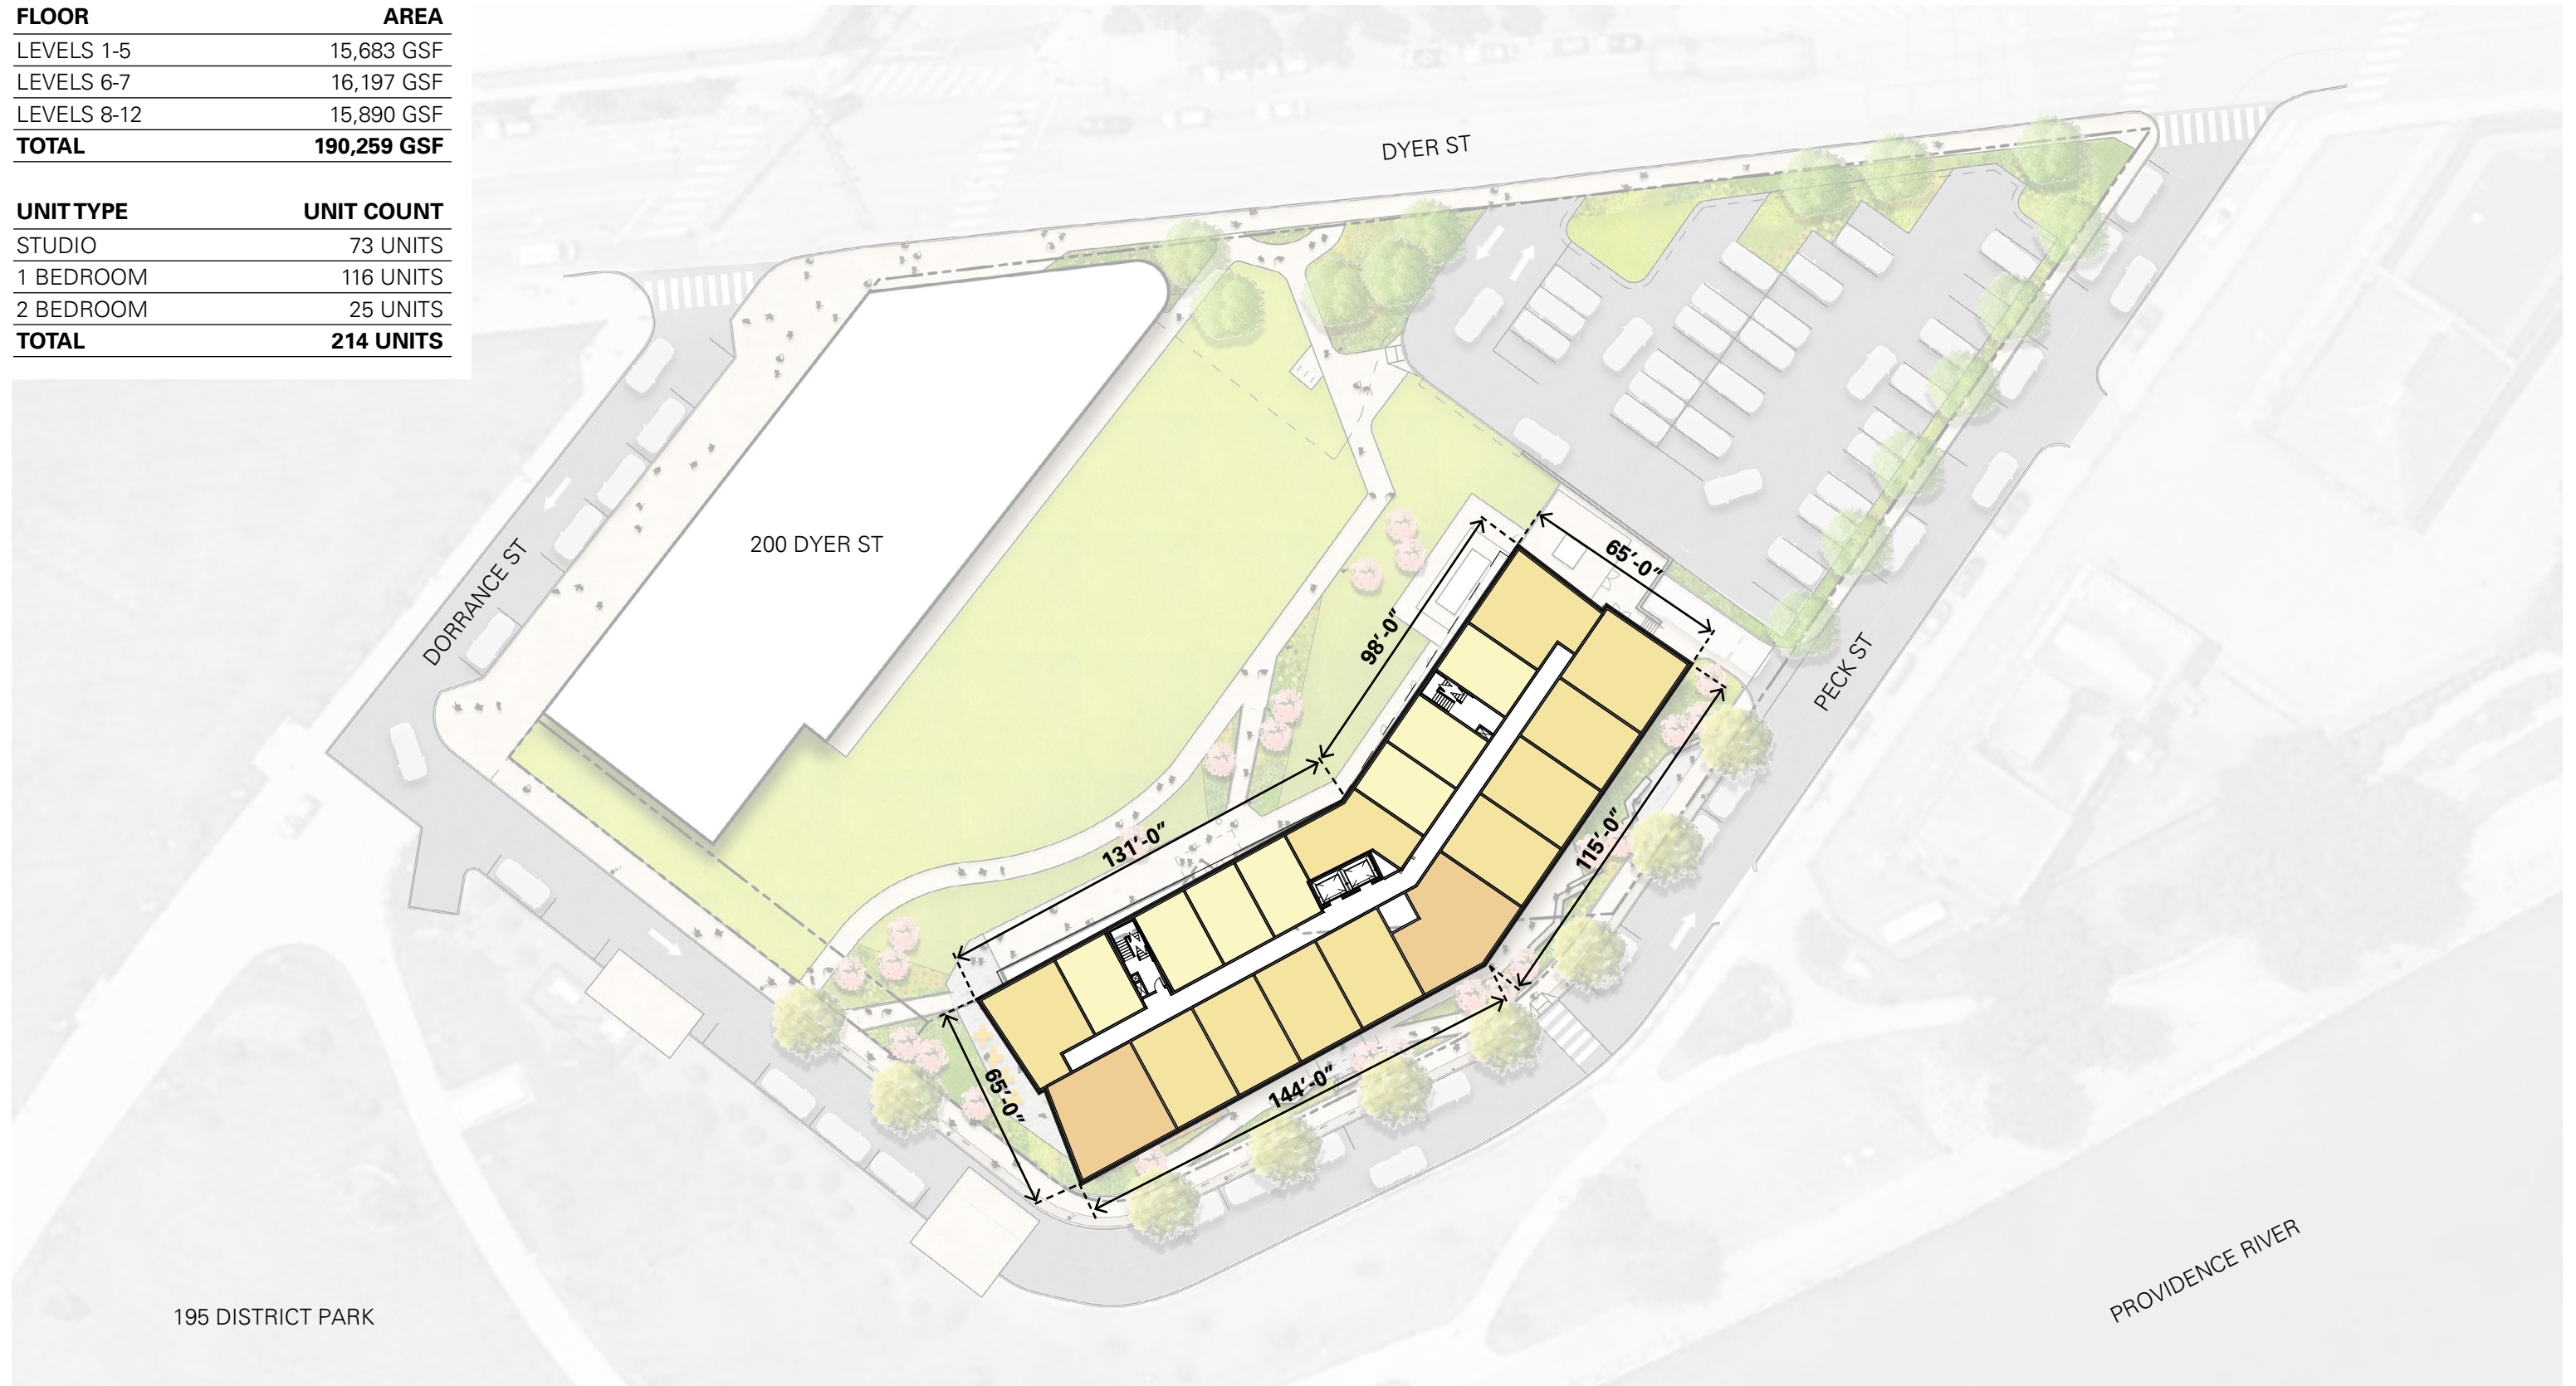 FLOOR AREA
LEVELS 1-5 15,683 GSF
LEVELS 6-7 16,197 GSF
LEVELS 8-12 15,890 GSF
TOTAL 190,259 GSF
UNIT TYPE UNIT COUNT
STUDIO 73 UNITS
1 BEDROOM 116 UNITS
2 BEDROOM 25 UNITS
TOTAL 214 UNITS
DYER ST
200 DYER ST
DORRANCE ST
PECK ST
65'-0"
98'-0"
131'-0"
115'-0"
65'-0"
144'-0"
195 DISTRICT PARK
PROVIDENCE RIVER